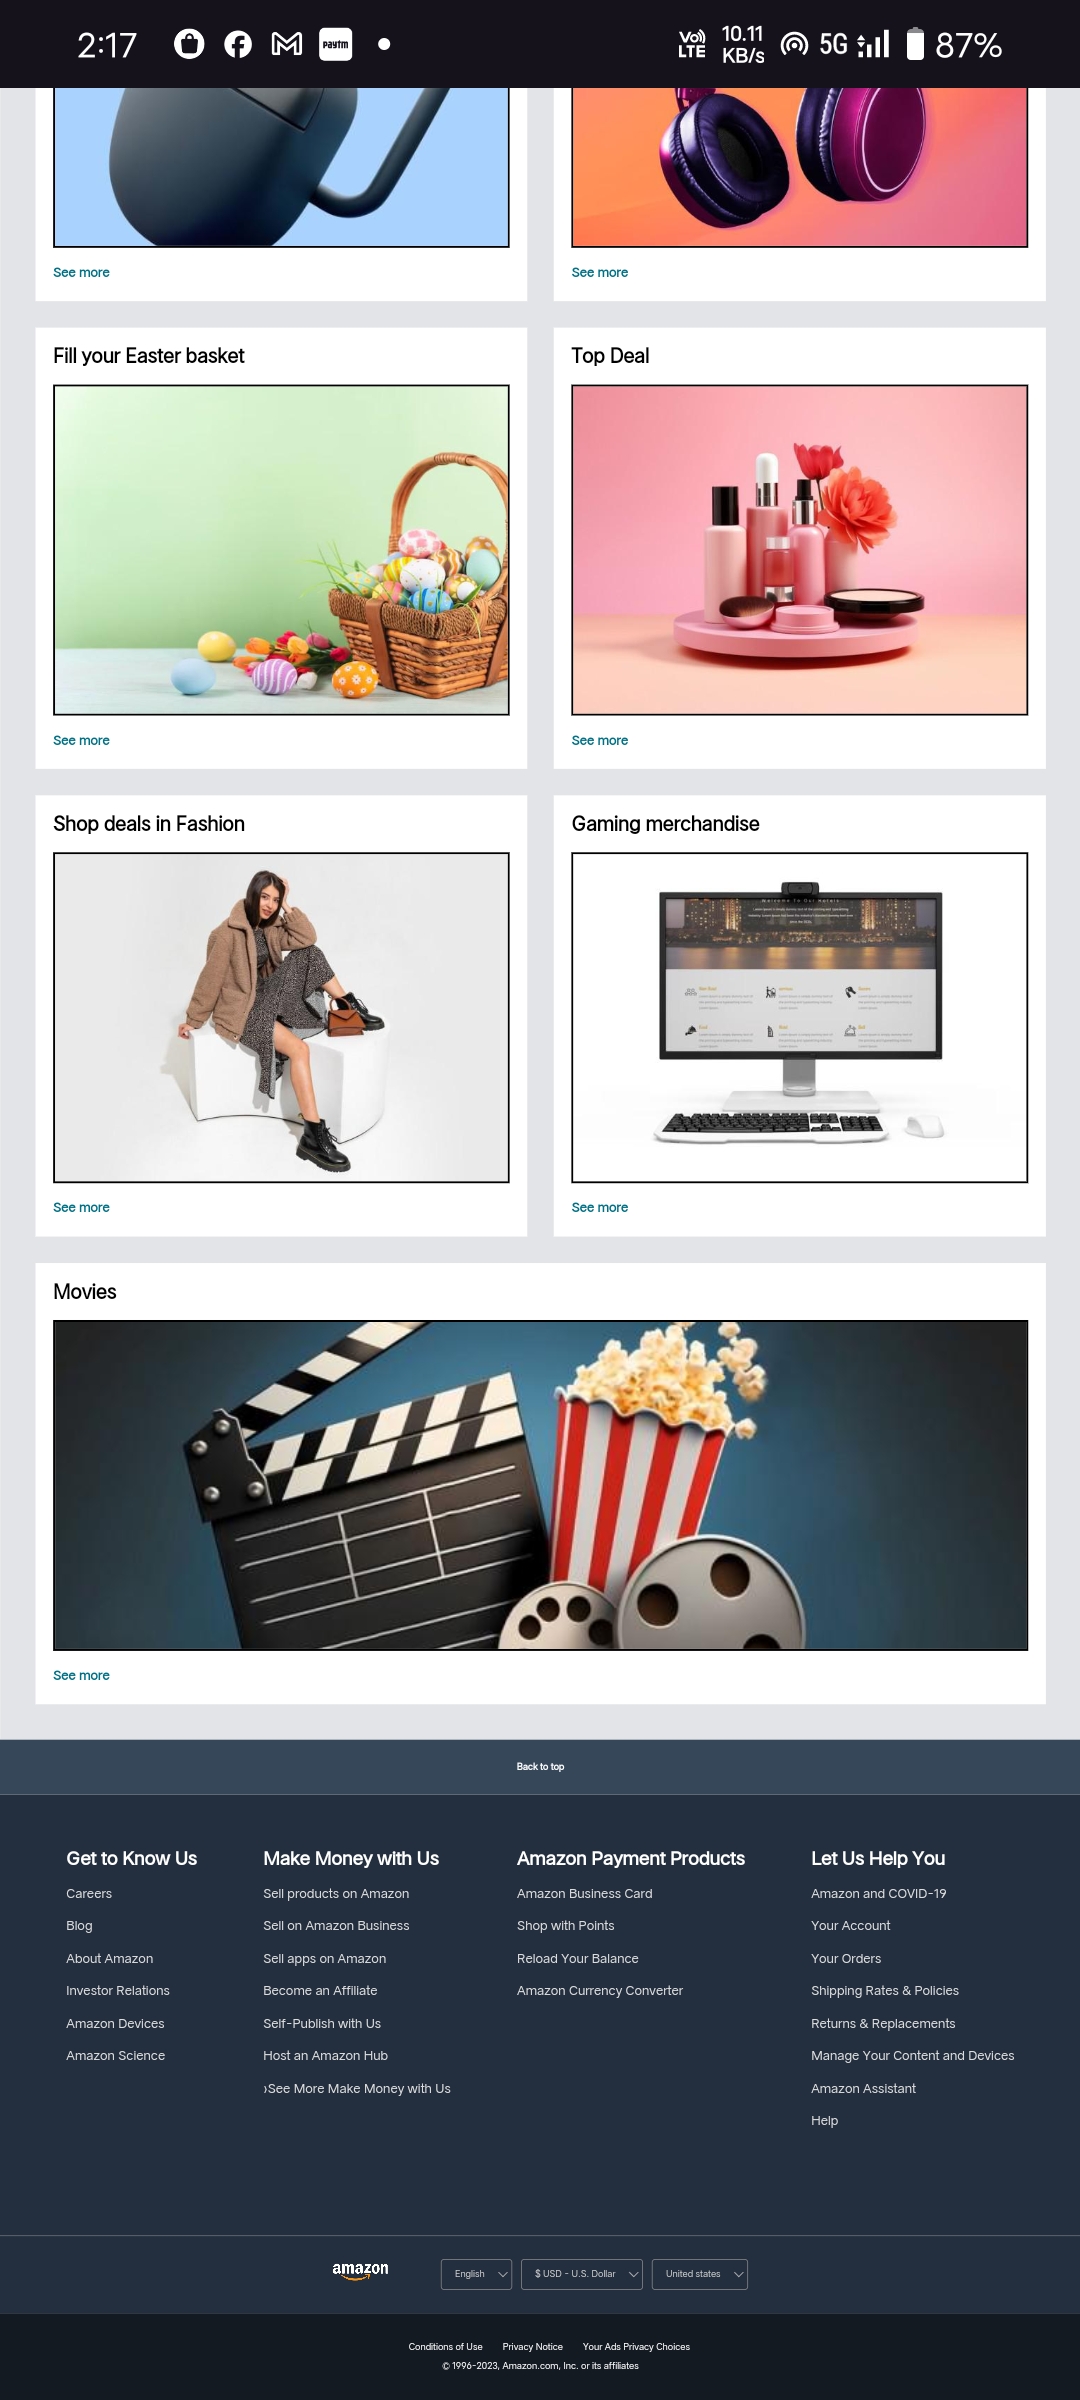 2:17 paytm Vo) LTE 10.11 KB/s 5G 87%
See more See more
Fill your Easter basket Top Deal
See more See more
Shop deals in Fashion Gaming merchandise
Welcome To Our Hotels
See more See more
Movies
See more
Back to top
Get to Know Us
Careers
Blog
About Amazon
Investor Relations
Amazon Devices
Amazon Science
Make Money with Us
Sell products on Amazon
Sell on Amazon Business
Sell apps on Amazon
Become an Affiliate
Self-Publish with Us
Host an Amazon Hub
›See More Make Money with Us
Amazon Payment Products
Amazon Business Card
Shop with Points
Reload Your Balance
Amazon Currency Converter
Let Us Help You
Amazon and COVID-19
Your Account
Your Orders
Shipping Rates & Policies
Returns & Replacements
Manage Your Content and Devices
Amazon Assistant
Help
amazon English $ USD - U.S. Dollar United states
Conditions of Use Privacy Notice Your Ads Privacy Choices
© 1996-2023, Amazon.com, Inc. or its affiliates